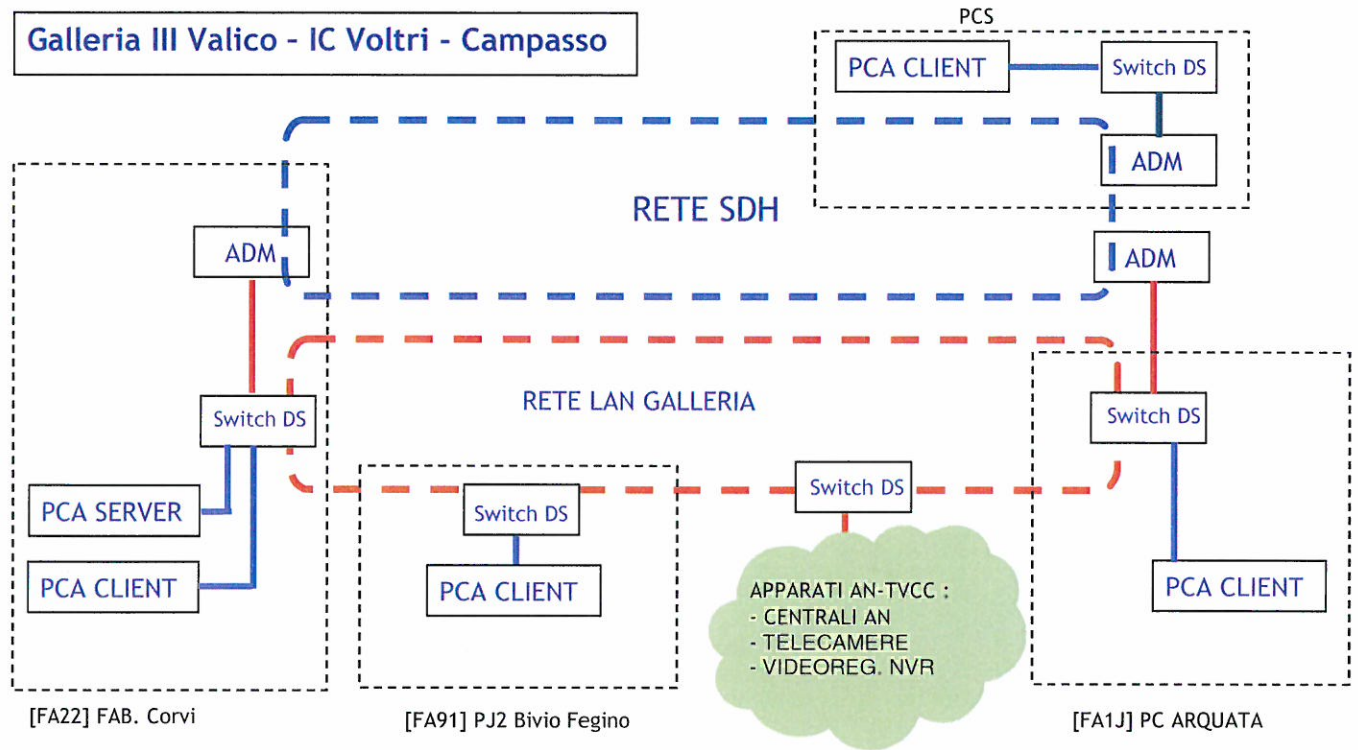 Galleria III Valico - IC Voltri - Campasso
PCS
PCA CLIENT
Switch DS
ADM
RETE SDH
ADM
ADM
RETE LAN GALLERIA
Switch DS
Switch DS
Switch DS
Switch DS
PCA SERVER
PCA CLIENT
PCA CLIENT
PCA CLIENT
APPARATI AN-TVCC :
- CENTRALI AN
- TELECAMERE
- VIDEOREG. NVR
[FA22] FAB. Corvi
[FA91] PJ2 Bivio Fegino
[FA1J] PC ARQUATA